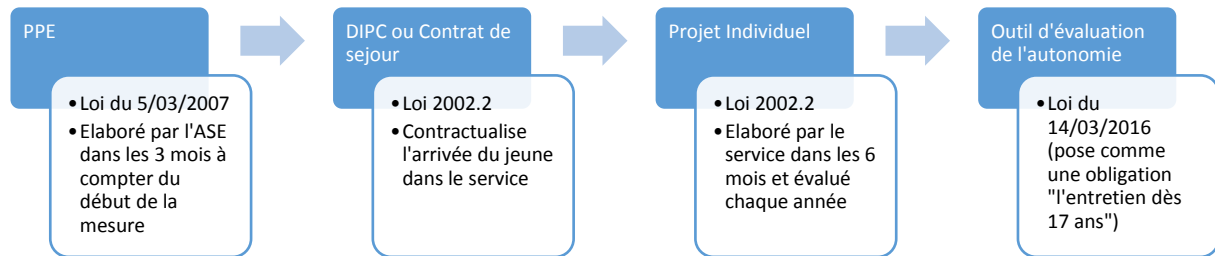 PPE
•Loi du 5/03/2007
•Elaboré par l'ASE
dans les 3 mois à
compter du
début de la
mesure
DIPC ou Contrat de
sejour
•Loi 2002.2
•Contractualise
l'arrivée du jeune
dans le service
Projet Individuel
•Loi 2002.2
•Elaboré par le
service dans les 6
mois et évalué
chaque année
Outil d'évaluation
de l'autonomie
•Loi du
14/03/2016
(pose comme
une obligation
"l'entretien dès
17 ans")